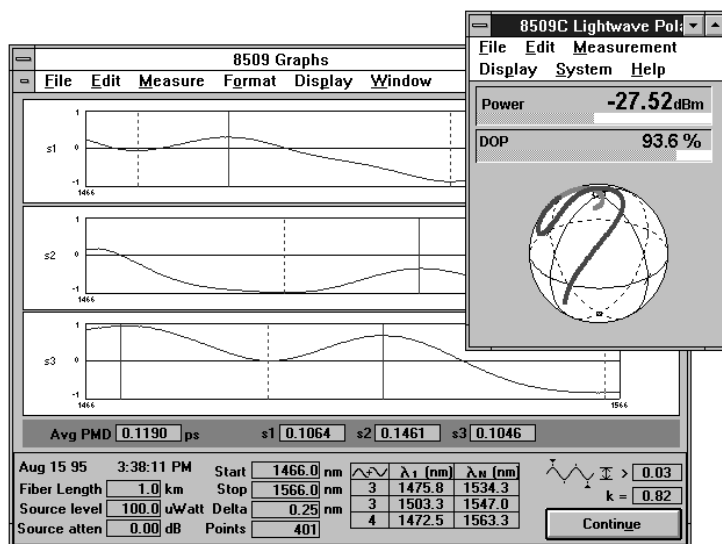 8509C Lightwave Pola
File Edit Measurement
Display System Help
Power -27.52 dBm
DOP 93.6 %
8509 Graphs
File Edit Measure Format Display Window
1
s1 0
-1
1466
1
s2 0
-1
1466
1
s3 0
-1
1466 1566
Avg PMD 0.1190 ps s1 0.1064 s2 0.1461 s3 0.1046
Aug 15 95 3:38:11 PM
Fiber Length 1.0 km
Source level 100.0 uWatt
Source atten 0.00 dB
Start 1466.0 nm
Stop 1566.0 nm
Delta 0.25 nm
Points 401
λ1 (nm) λN (nm)
3 1475.8 1534.3
3 1503.3 1547.0
4 1472.5 1563.3
> 0.03
k = 0.82
Continue